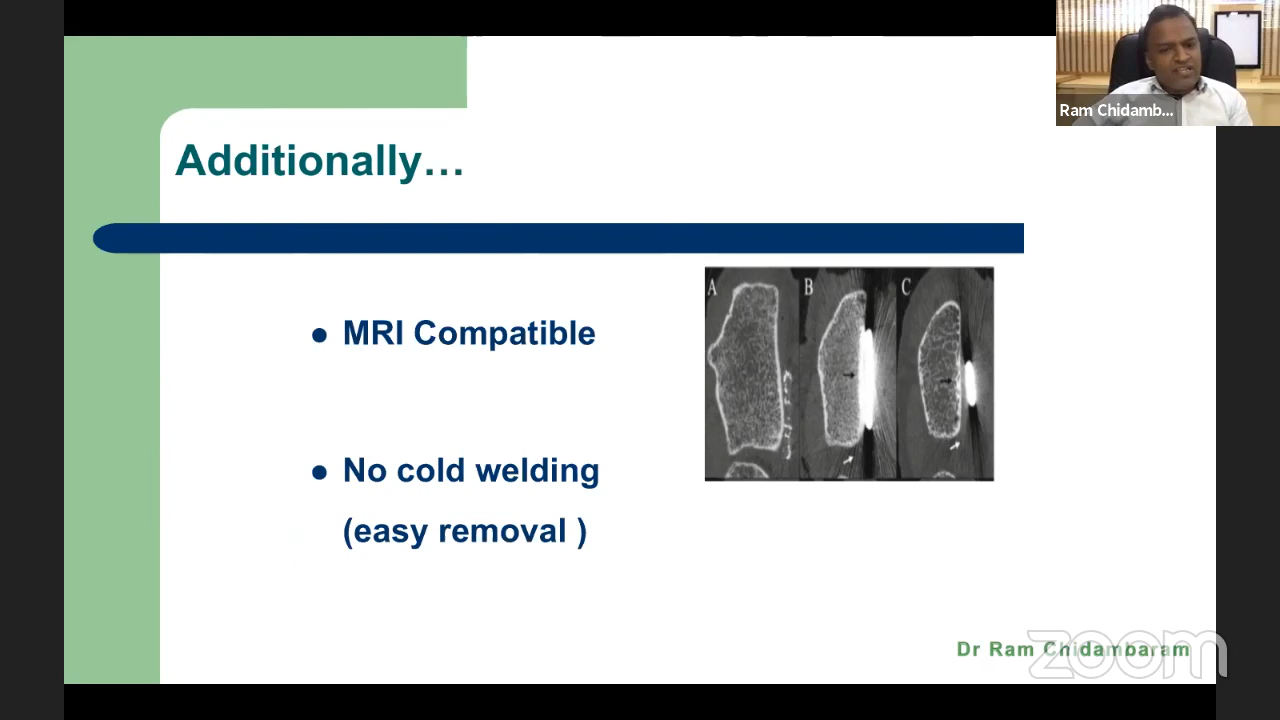 Ram Chidamb...
Additionally…
A B C
● MRI Compatible
● No cold welding
(easy removal )
Dr Ram Chidambaram
zoom